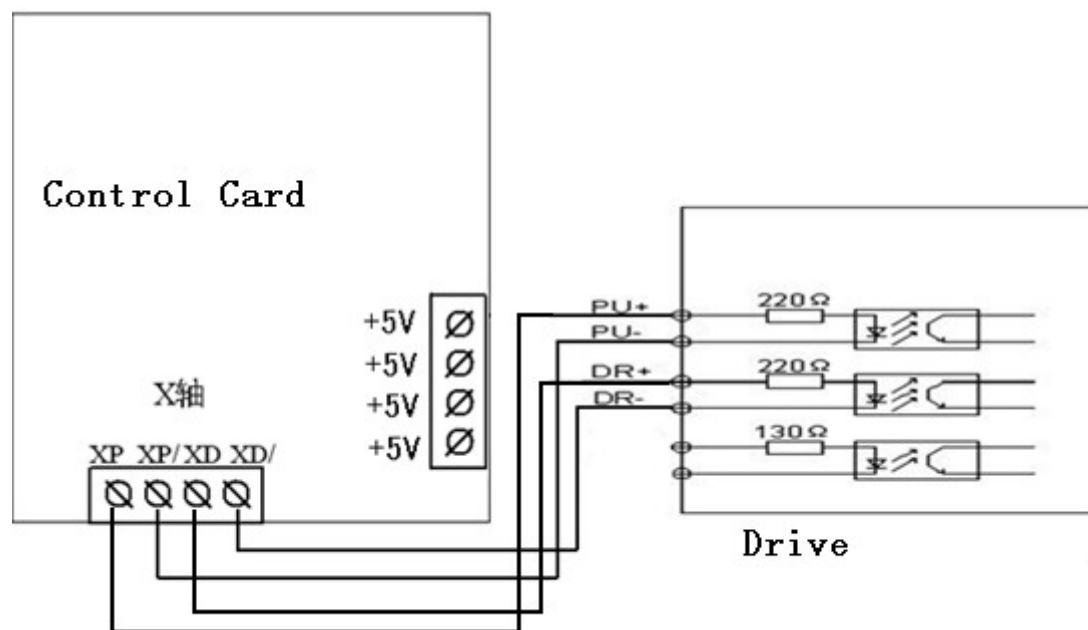 Control Card
+5V
+5V
+5V
+5V
X轴
XP XP/ XD XD/
PU+
PU-
DR+
DR-
220Ω
220Ω
130Ω
Drive